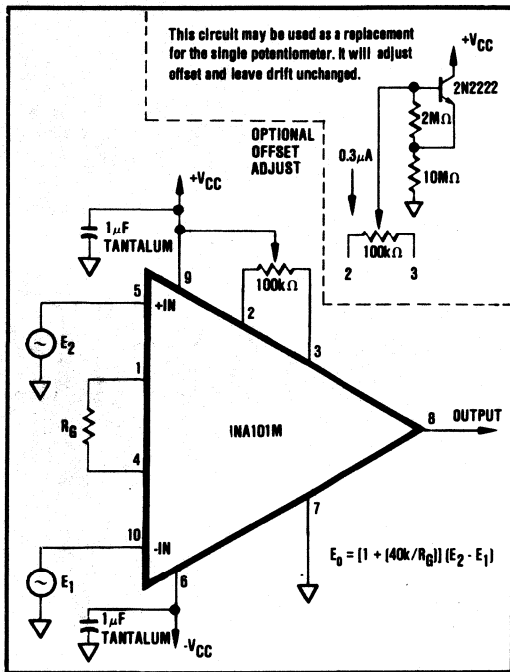 This circuit may be used as a replacement
for the single potentiometer. It will adjust
offset and leave drift unchanged.
+VCC
2N2222
2MΩ
OPTIONAL
OFFSET
ADJUST
0.3μA
10MΩ
+VCC
1μF
TANTALUM
100kΩ
2
3
9
100kΩ
5
+IN
2
3
E2
1
RG
INA101M
8
OUTPUT
4
7
10
-IN
E0 = [1 + (40k/RG)] (E2 - E1)
E1
6
1μF
TANTALUM
-VCC